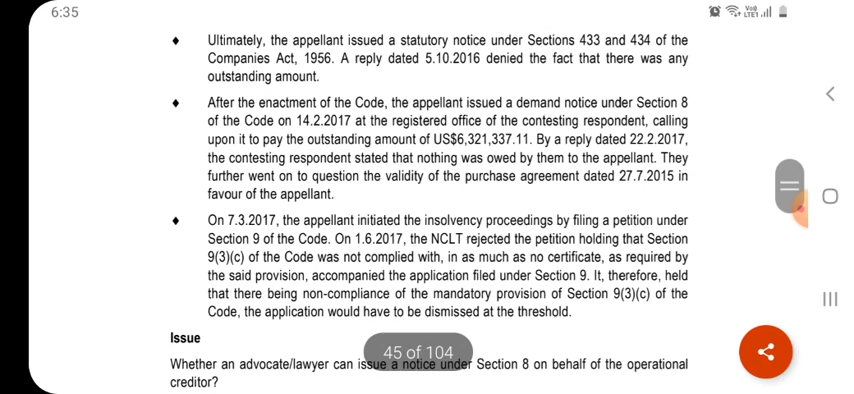 6:35
Vo)) LTE1
Ultimately, the appellant issued a statutory notice under Sections 433 and 434 of the
Companies Act, 1956. A reply dated 5.10.2016 denied the fact that there was any
outstanding amount.
After the enactment of the Code, the appellant issued a demand notice under Section 8
of the Code on 14.2.2017 at the registered office of the contesting respondent, calling
upon it to pay the outstanding amount of US$6,321,337.11. By a reply dated 22.2.2017,
the contesting respondent stated that nothing was owed by them to the appellant. They
further went on to question the validity of the purchase agreement dated 27.7.2015 in
favour of the appellant.
On 7.3.2017, the appellant initiated the insolvency proceedings by filing a petition under
Section 9 of the Code. On 1.6.2017, the NCLT rejected the petition holding that Section
9(3)(c) of the Code was not complied with, in as much as no certificate, as required by
the said provision, accompanied the application filed under Section 9. It, therefore, held
that there being non-compliance of the mandatory provision of Section 9(3)(c) of the
Code, the application would have to be dismissed at the threshold.
Issue
45 of 104
Whether an advocate/lawyer can issue a notice under Section 8 on behalf of the operational
creditor?